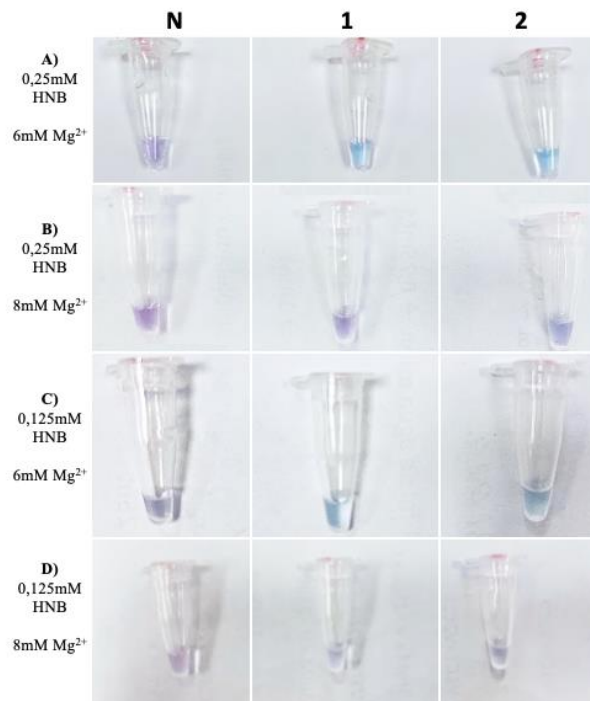 N 1 2
A)
0,25mM
HNB
6mM Mg²⁺
B)
0,25mM
HNB
8mM Mg²⁺
C)
0,125mM
HNB
6mM Mg²⁺
D)
0,125mM
HNB
8mM Mg²⁺